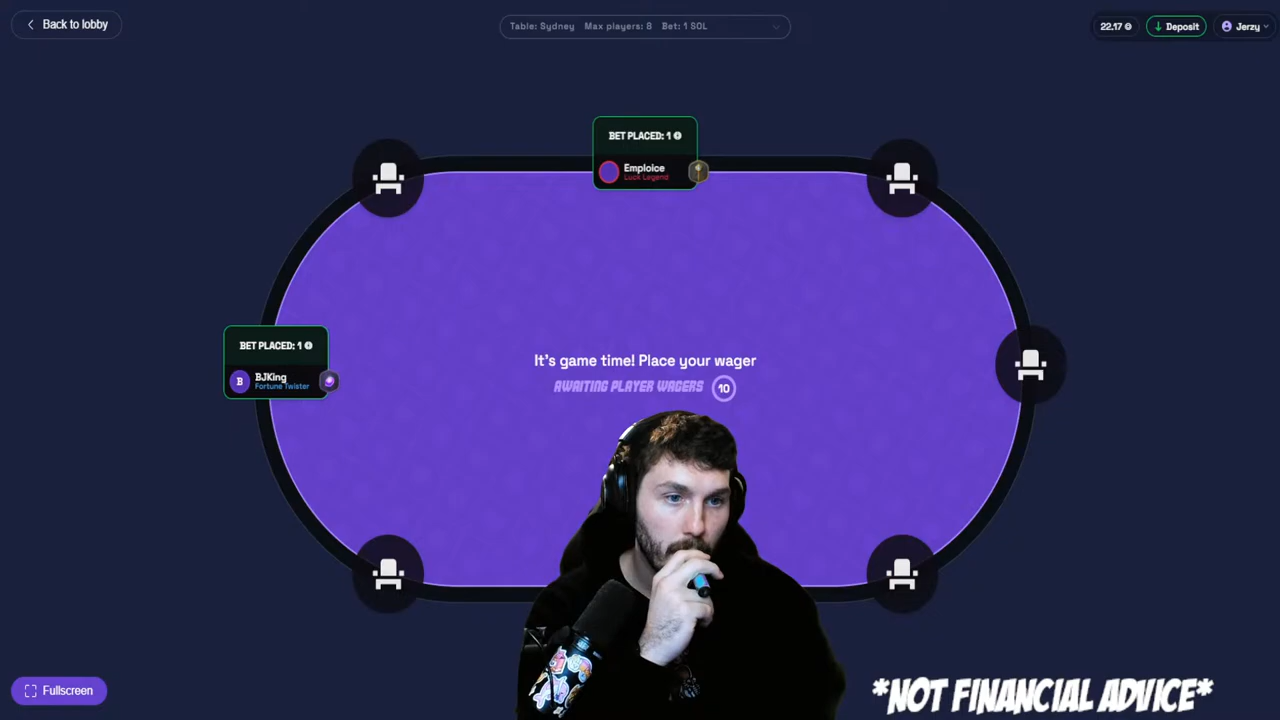 Back to lobby
Table: Sydney Max players: 8 Bet: 1 SOL
22.17
Deposit
Jerzy
BET PLACED: 1
Emploice
Luck Legend
BET PLACED: 1
B
BJKing
Fortune Twister
It's game time! Place your wager
AWAITING PLAYER WAGERS 10
Fullscreen
*NOT FINANCIAL ADVICE*